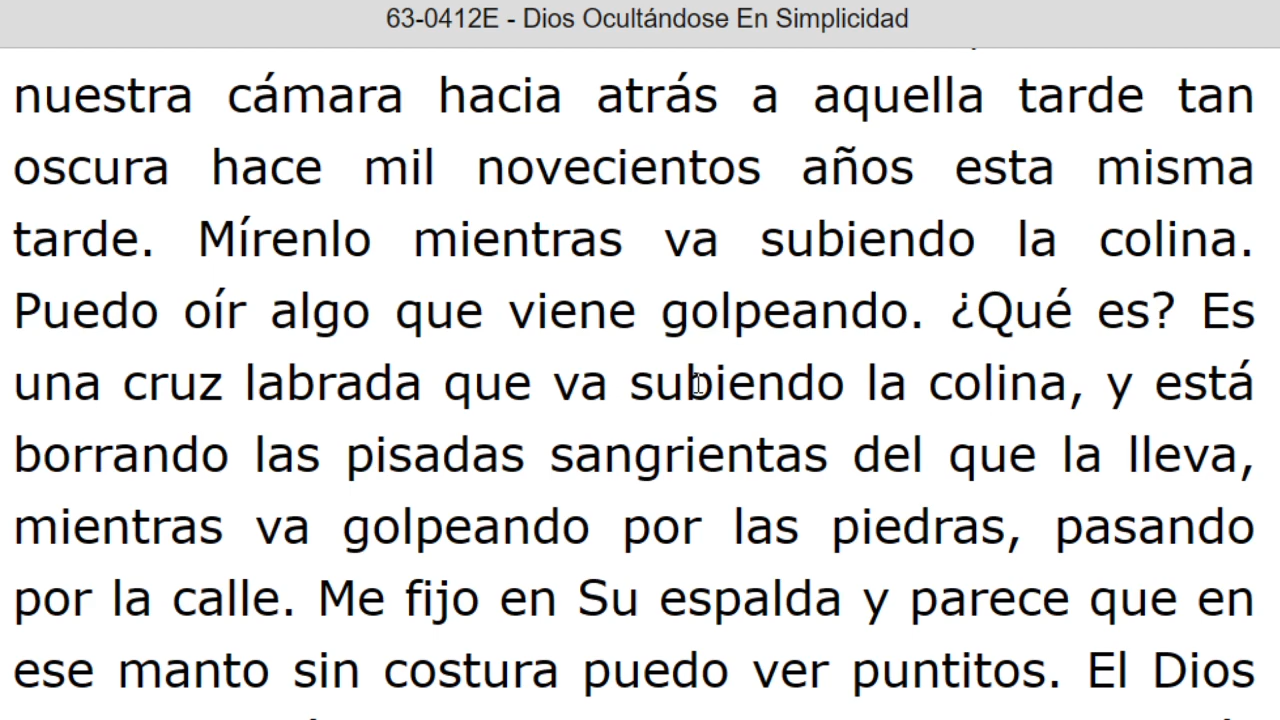 63-0412E - Dios Ocultándose En Simplicidad
nuestra cámara hacia atrás a aquella tarde tan
oscura hace mil novecientos años esta misma
tarde. Mírenlo mientras va subiendo la colina.
Puedo oír algo que viene golpeando. ¿Qué es? Es
una cruz labrada que va subiendo la colina, y está
borrando las pisadas sangrientas del que la lleva,
mientras va golpeando por las piedras, pasando
por la calle. Me fijo en Su espalda y parece que en
ese manto sin costura puedo ver puntitos. El Dios